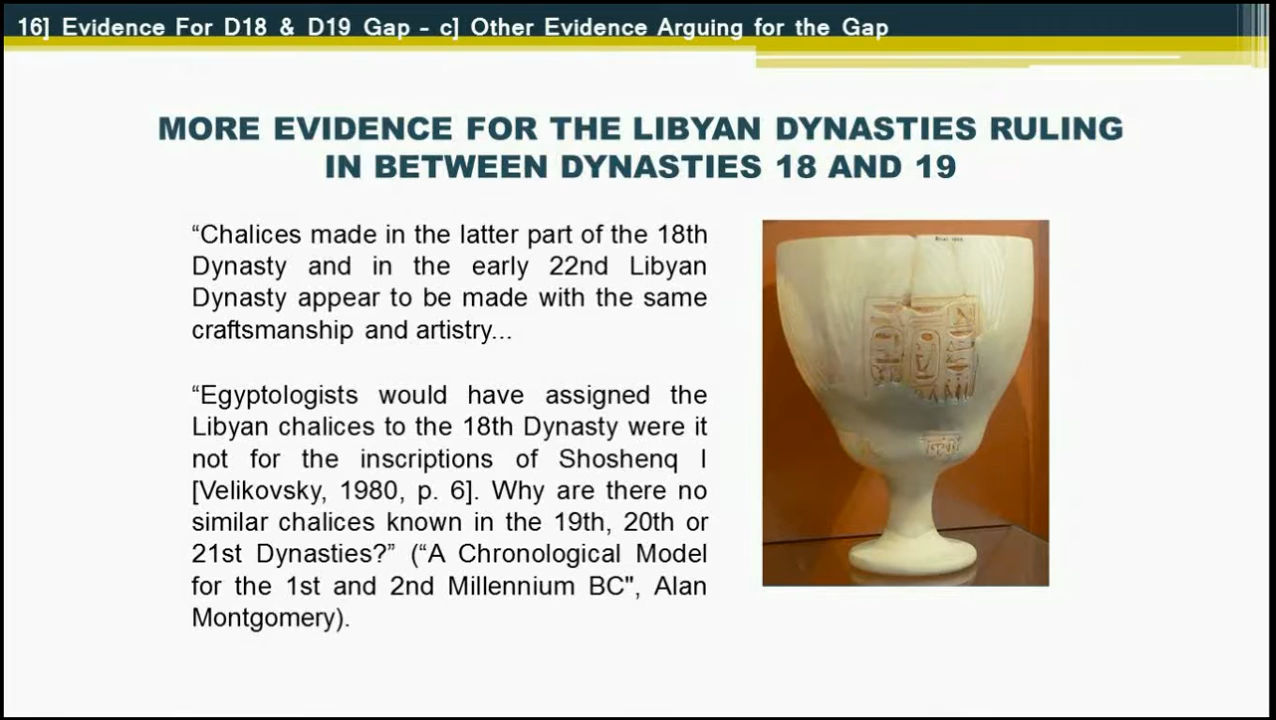 16] Evidence For D18 & D19 Gap - c] Other Evidence Arguing for the Gap
MORE EVIDENCE FOR THE LIBYAN DYNASTIES RULING
IN BETWEEN DYNASTIES 18 AND 19
“Chalices made in the latter part of the 18th
Dynasty and in the early 22nd Libyan
Dynasty appear to be made with the same
craftsmanship and artistry...
“Egyptologists would have assigned the
Libyan chalices to the 18th Dynasty were it
not for the inscriptions of Shoshenq I
[Velikovsky, 1980, p. 6]. Why are there no
similar chalices known in the 19th, 20th or
21st Dynasties?” (“A Chronological Model
for the 1st and 2nd Millennium BC", Alan
Montgomery).